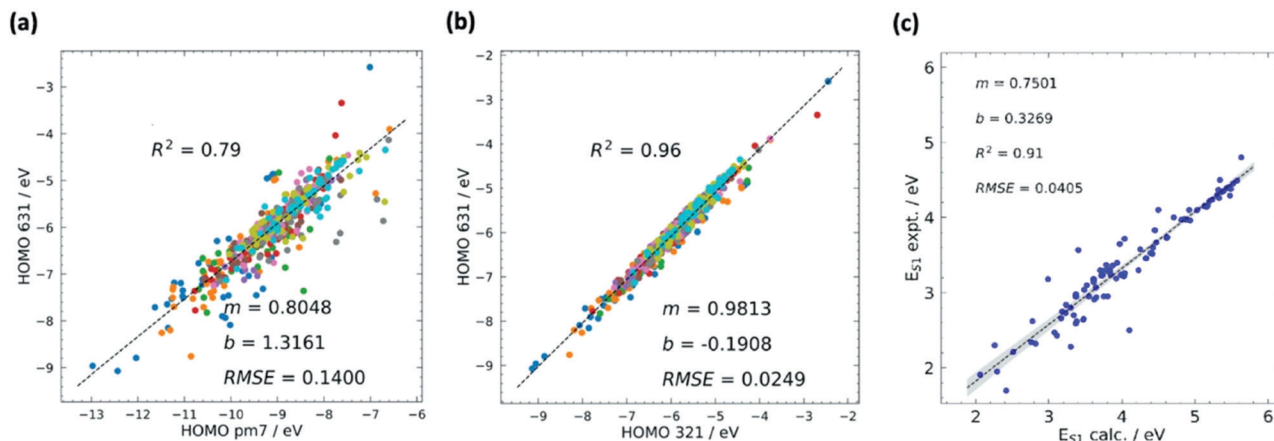 (a)
HOMO 631 / eV
−3
−4
−5
−6
−7
−8
−9
R² = 0.79
m = 0.8048
b = 1.3161
RMSE = 0.1400
−13 −12 −11 −10 −9 −8 −7 −6
HOMO pm7 / eV
(b)
HOMO 631 / eV
−2
−3
−4
−5
−6
−7
−8
−9
R² = 0.96
m = 0.9813
b = -0.1908
RMSE = 0.0249
−9 −8 −7 −6 −5 −4 −3 −2
HOMO 321 / eV
(c)
E_S1 expt. / eV
6
5
4
3
2
m = 0.7501
b = 0.3269
R² = 0.91
RMSE = 0.0405
2 3 4 5 6
E_S1 calc. / eV